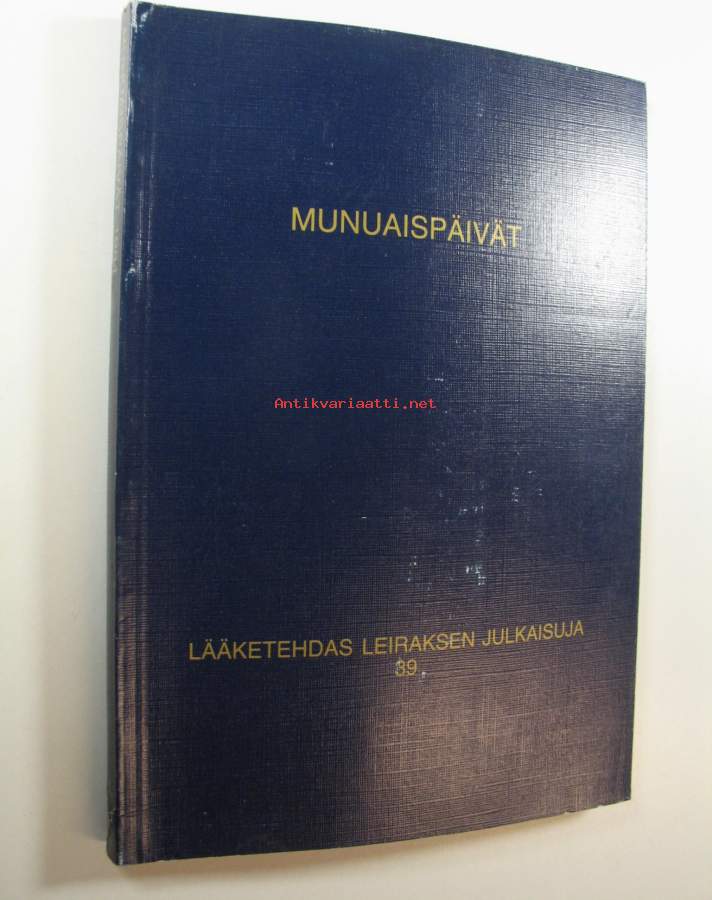 MUNUAISPÄIVÄT
Antikvariaatti.net
LÄÄKETEHDAS LEIRAKSEN JULKAISUJA
39